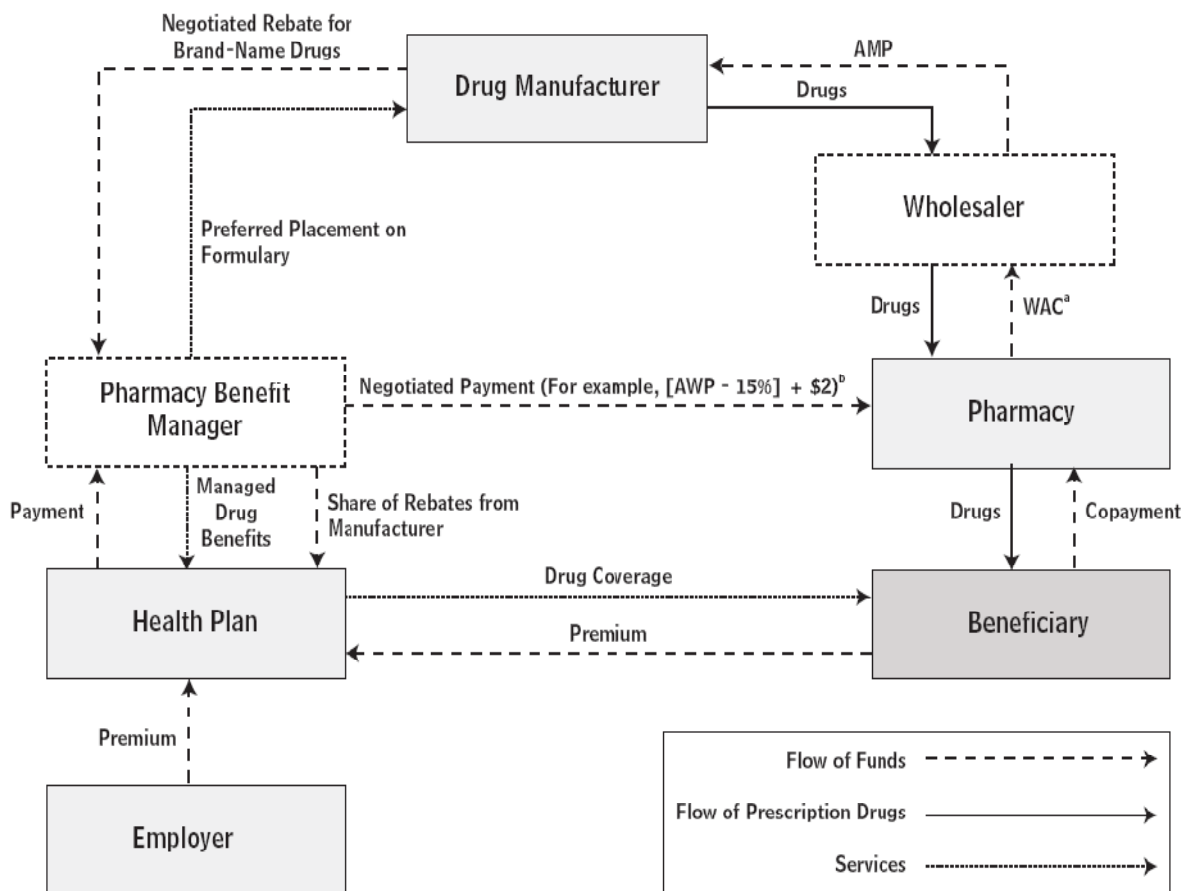 Negotiated Rebate for
Brand-Name Drugs
Drug Manufacturer
AMP
Drugs
Wholesaler
Preferred Placement on
Formulary
Drugs
WACᵃ
Pharmacy Benefit
Manager
Negotiated Payment (For example, [AWP - 15%] + $2)ᵇ
Pharmacy
Payment
Managed
Drug
Benefits
Share of Rebates from
Manufacturer
Drugs
Copayment
Health Plan
Drug Coverage
Premium
Beneficiary
Premium
Employer
Flow of Funds
Flow of Prescription Drugs
Services